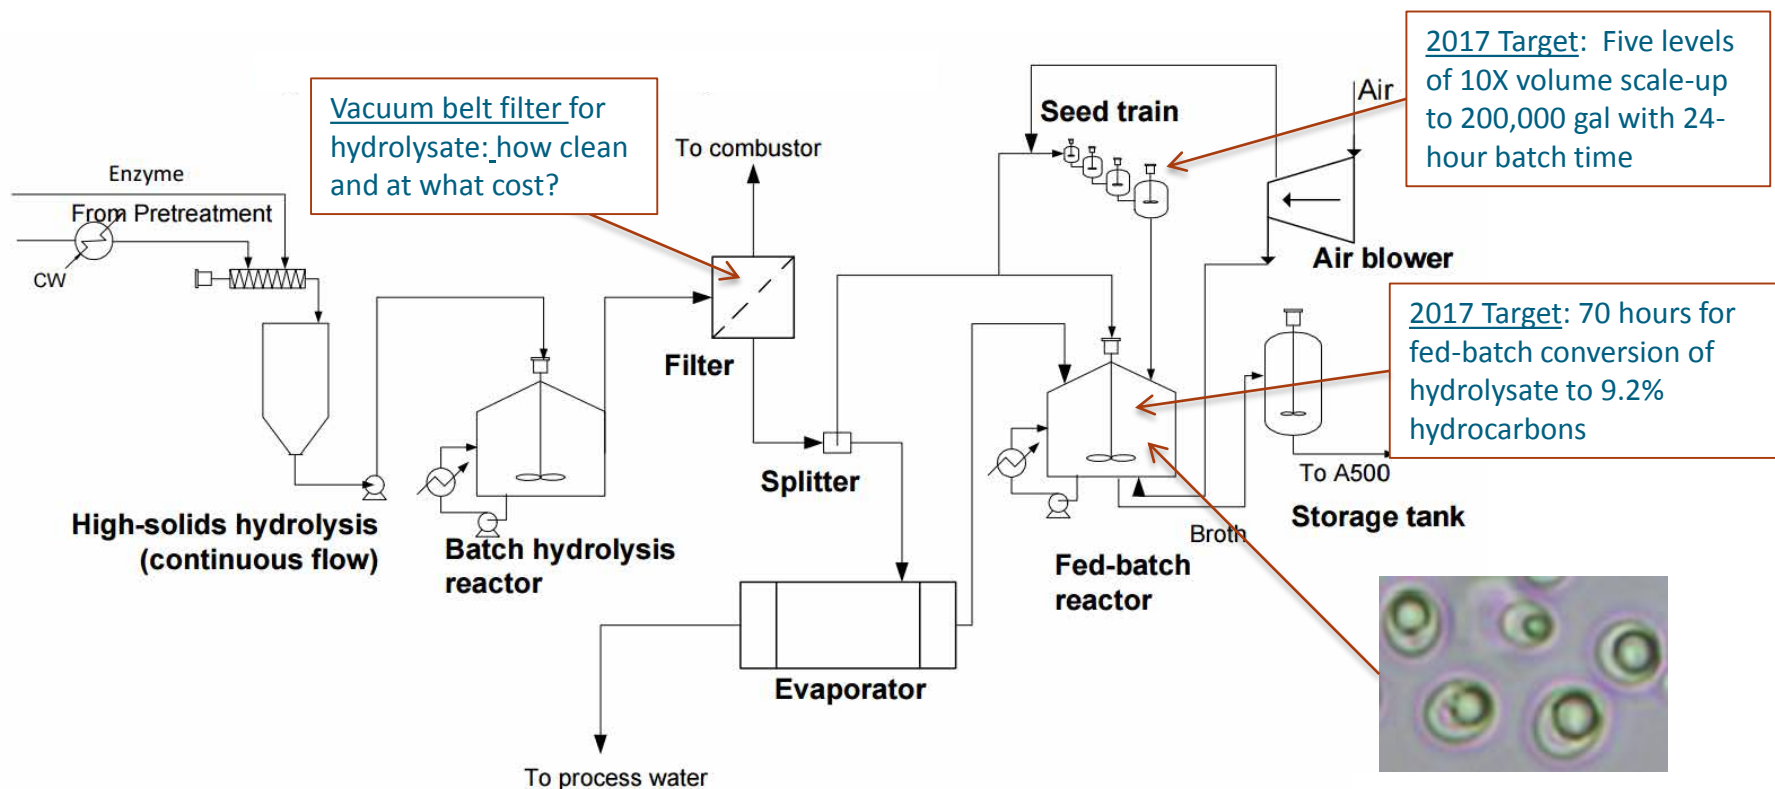 Vacuum belt filter for
hydrolysate: how clean
and at what cost?
2017 Target:  Five levels
of 10X volume scale-up
to 200,000 gal with 24-
hour batch time
Air
Seed train
To combustor
Enzyme
From Pretreatment
CW
Air blower
2017 Target: 70 hours for
fed-batch conversion of
hydrolysate to 9.2%
hydrocarbons
Filter
Splitter
To A500
Storage tank
High-solids hydrolysis
(continuous flow)
Batch hydrolysis
reactor
Broth
Fed-batch
reactor
Evaporator
To process water